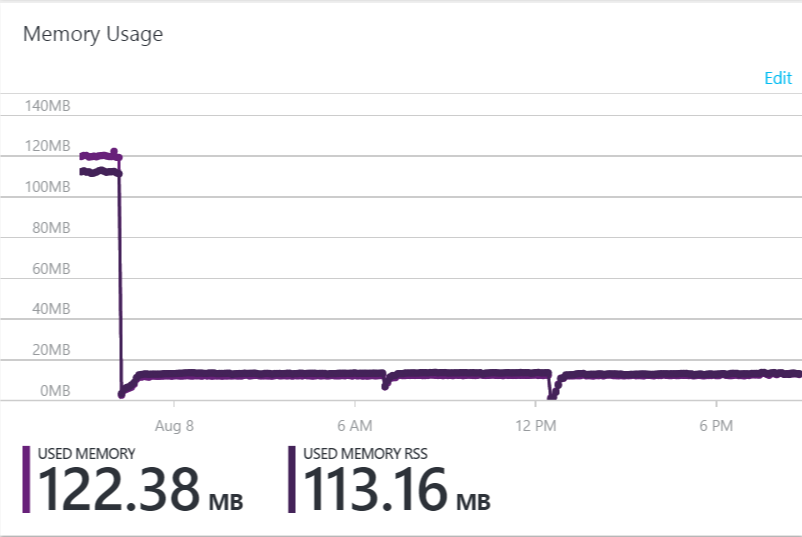 Memory Usage
Edit
140MB
120MB
100MB
80MB
60MB
40MB
20MB
0MB
Aug 8 6 AM 12 PM 6 PM
USED MEMORY USED MEMORY RSS
122.38 MB 113.16 MB